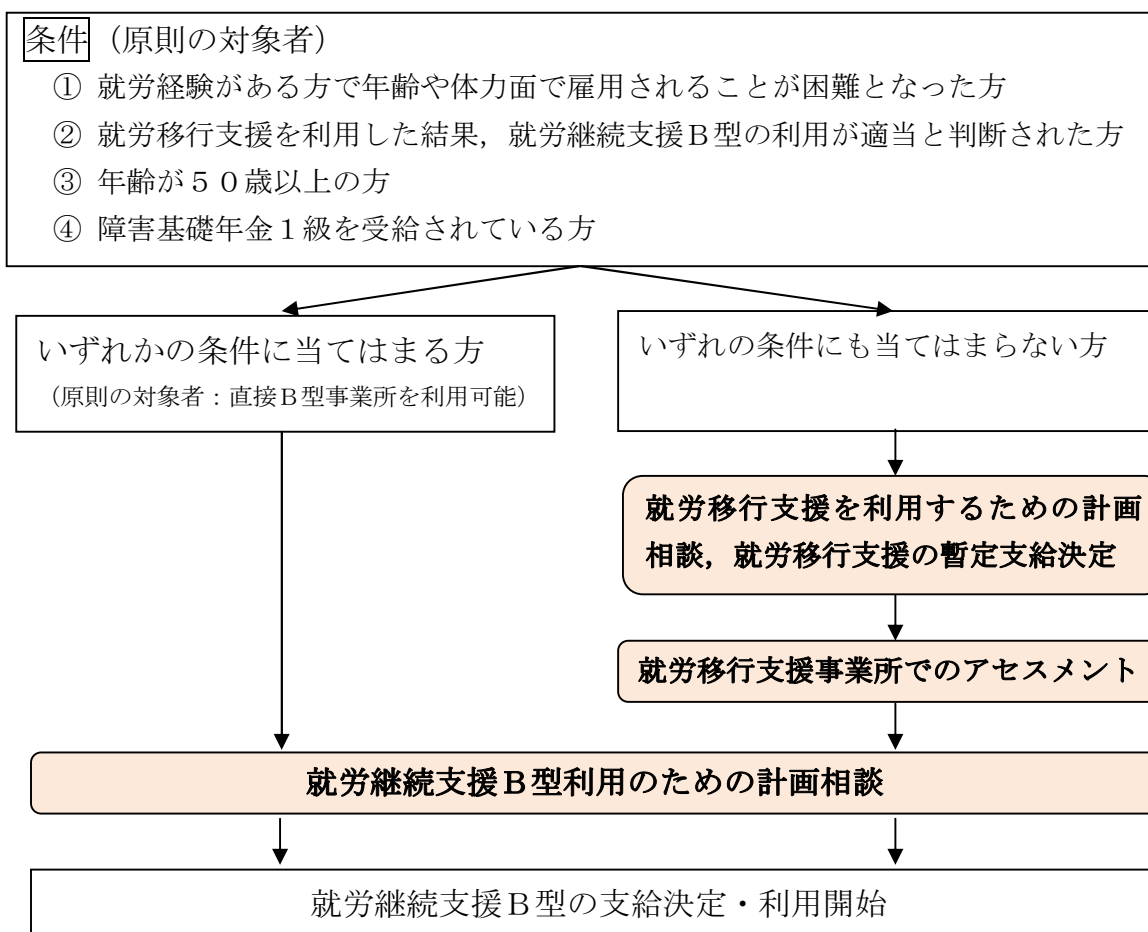 条件（原則の対象者）
① 就労経験がある方で年齢や体力面で雇用されることが困難となった方
② 就労移行支援を利用した結果，就労継続支援Ｂ型の利用が適当と判断された方
③ 年齢が５０歳以上の方
④ 障害基礎年金１級を受給されている方
いずれかの条件に当てはまる方
（原則の対象者：直接Ｂ型事業所を利用可能）
いずれの条件にも当てはまらない方
就労移行支援を利用するための計画
相談，就労移行支援の暫定支給決定
就労移行支援事業所でのアセスメント
就労継続支援Ｂ型利用のための計画相談
就労継続支援Ｂ型の支給決定・利用開始